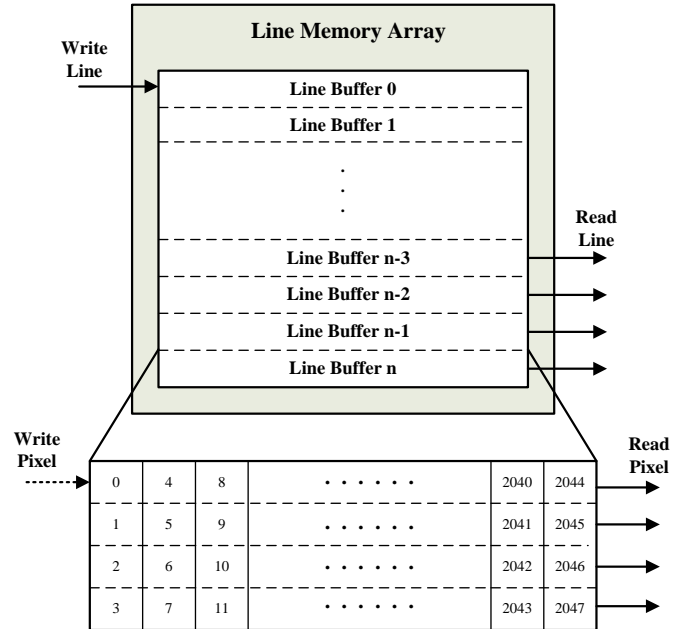 Line Memory Array
Write
Line
Line Buffer 0
Line Buffer 1
.
.
.
Read
Line
Line Buffer n-3
Line Buffer n-2
Line Buffer n-1
Line Buffer n
Write
Pixel
Read
Pixel
0 4 8 . . . . . . 2040 2044
1 5 9 . . . . . . 2041 2045
2 6 10 . . . . . . 2042 2046
3 7 11 . . . . . . 2043 2047